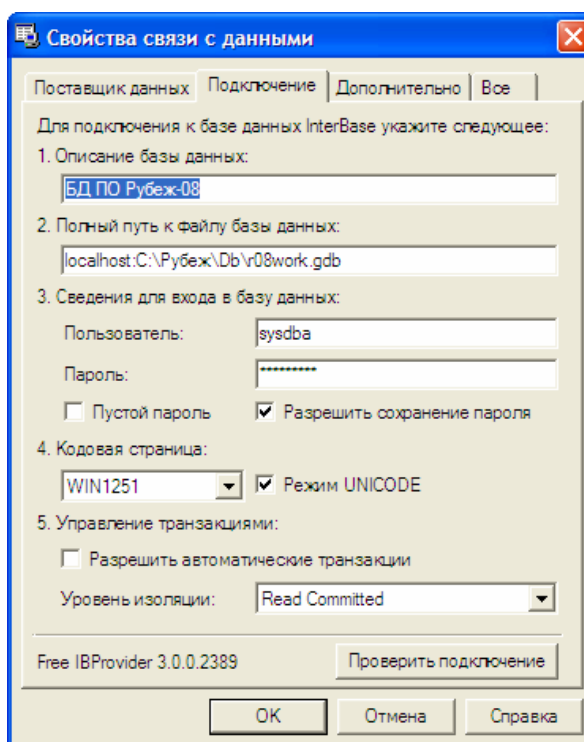 Свойства связи с данными
Поставщик данных Подключение Дополнительно Все
Для подключения к базе данных InterBase укажите следующее:
1. Описание базы данных:
БД ПО Рубеж-08
2. Полный путь к файлу базы данных:
localhost:C:\Рубеж\Db\r08work.gdb
3. Сведения для входа в базу данных:
Пользователь: sysdba
Пароль: *********
Пустой пароль Разрешить сохранение пароля
4. Кодовая страница:
WIN1251 Режим UNICODE
5. Управление транзакциями:
Разрешить автоматические транзакции
Уровень изоляции: Read Committed
Free IBProvider 3.0.0.2389 Проверить подключение
OK Отмена Справка